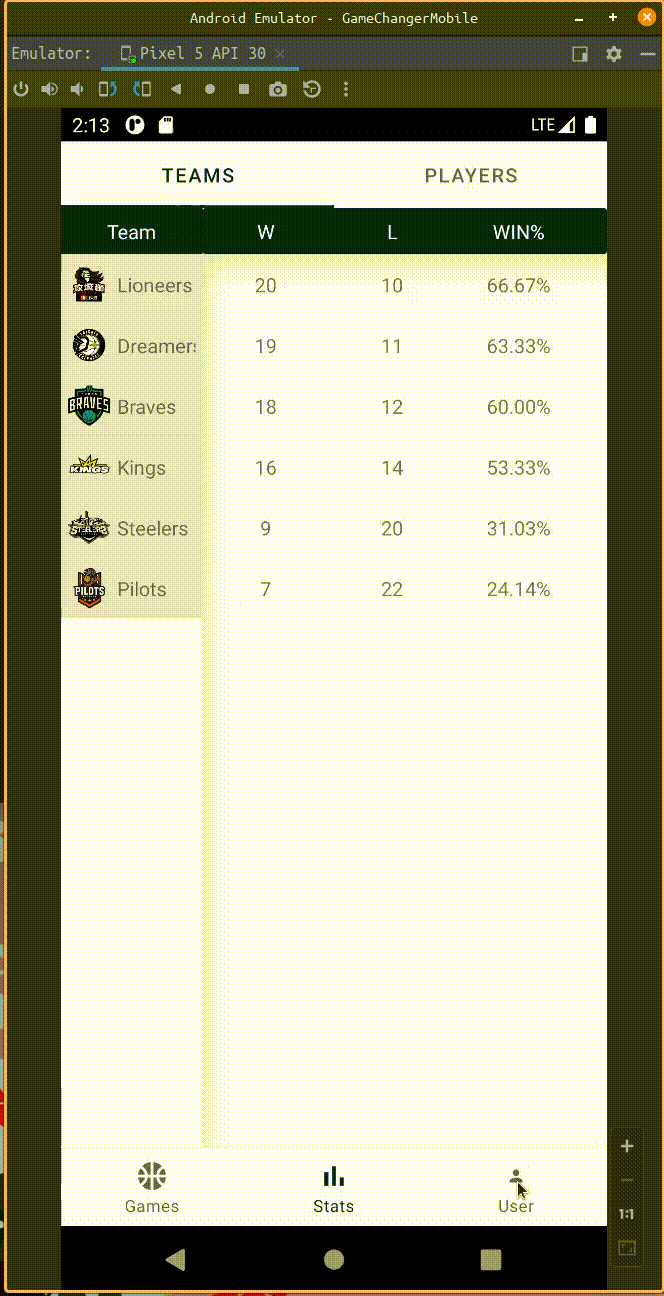 Android Emulator - GameChangerMobile
Emulator: Pixel 5 API 30
2:13 LTE
TEAMS PLAYERS
Team W L WIN%
Lioneers 20 10 66.67%
Dreamers 19 11 63.33%
BRAVES Braves 18 12 60.00%
KINGS Kings 16 14 53.33%
Steelers 9 20 31.03%
PILOTS Pilots 7 22 24.14%
1:1
Games Stats User